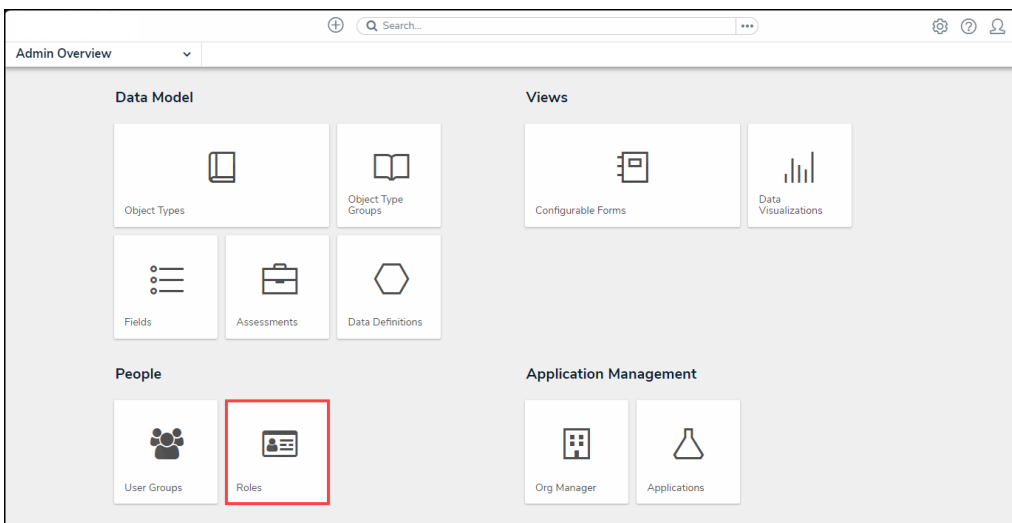 Search...
Admin Overview
Data Model
Views
Object Types
Object Type
Groups
Configurable Forms
Data
Visualizations
Fields
Assessments
Data Definitions
People
Application Management
User Groups
Roles
Org Manager
Applications